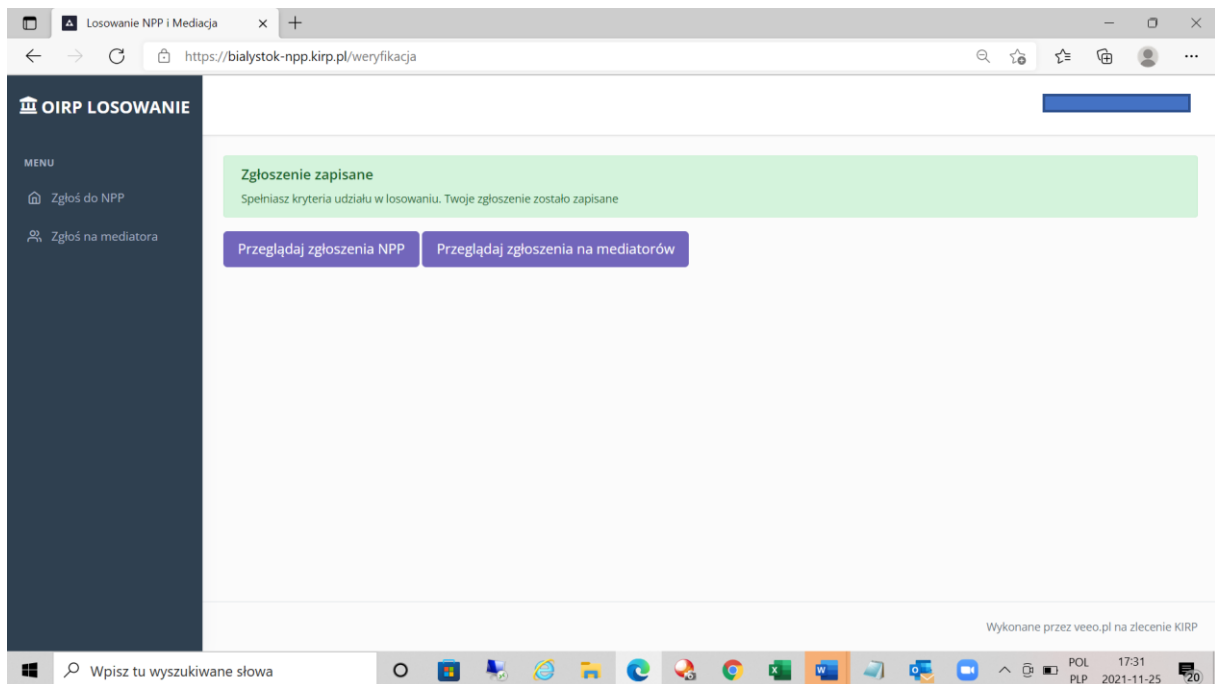 Losowanie NPP i Mediacja
https://bialystok-npp.kirp.pl/weryfikacja
OIRP LOSOWANIE
MENU
Zgłoś do NPP
Zgłoś na mediatora
Zgłoszenie zapisane
Spełniasz kryteria udziału w losowaniu. Twoje zgłoszenie zostało zapisane
Przeglądaj zgłoszenia NPP Przeglądaj zgłoszenia na mediatorów
Wykonane przez veeo.pl na zlecenie KIRP
Wpisz tu wyszukiwane słowa
POL 17:31
PLP 2021-11-25 20